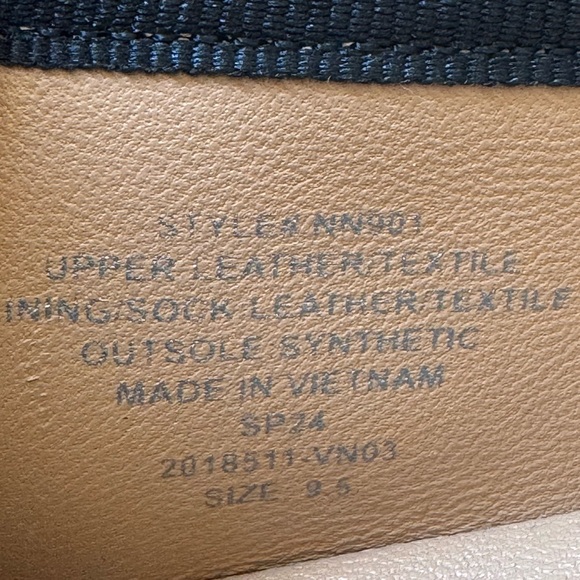 STYLE# NN901
UPPER LEATHER/TEXTILE
INING/SOCK LEATHER/TEXTILE
OUTSOLE SYNTHETIC
MADE IN VIETNAM
SP24
2018511-VN03
SIZE 9.5